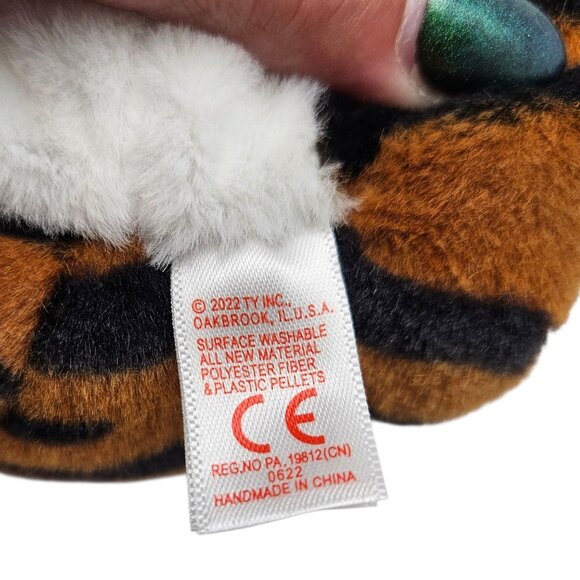 © 2022 TY INC.,
OAKBROOK, IL.U.S.A.
SURFACE WASHABLE
ALL NEW MATERIAL
POLYESTER FIBER
& PLASTIC PELLETS
CE
REG.NO PA. 19812(CN)
0622
HANDMADE IN CHINA